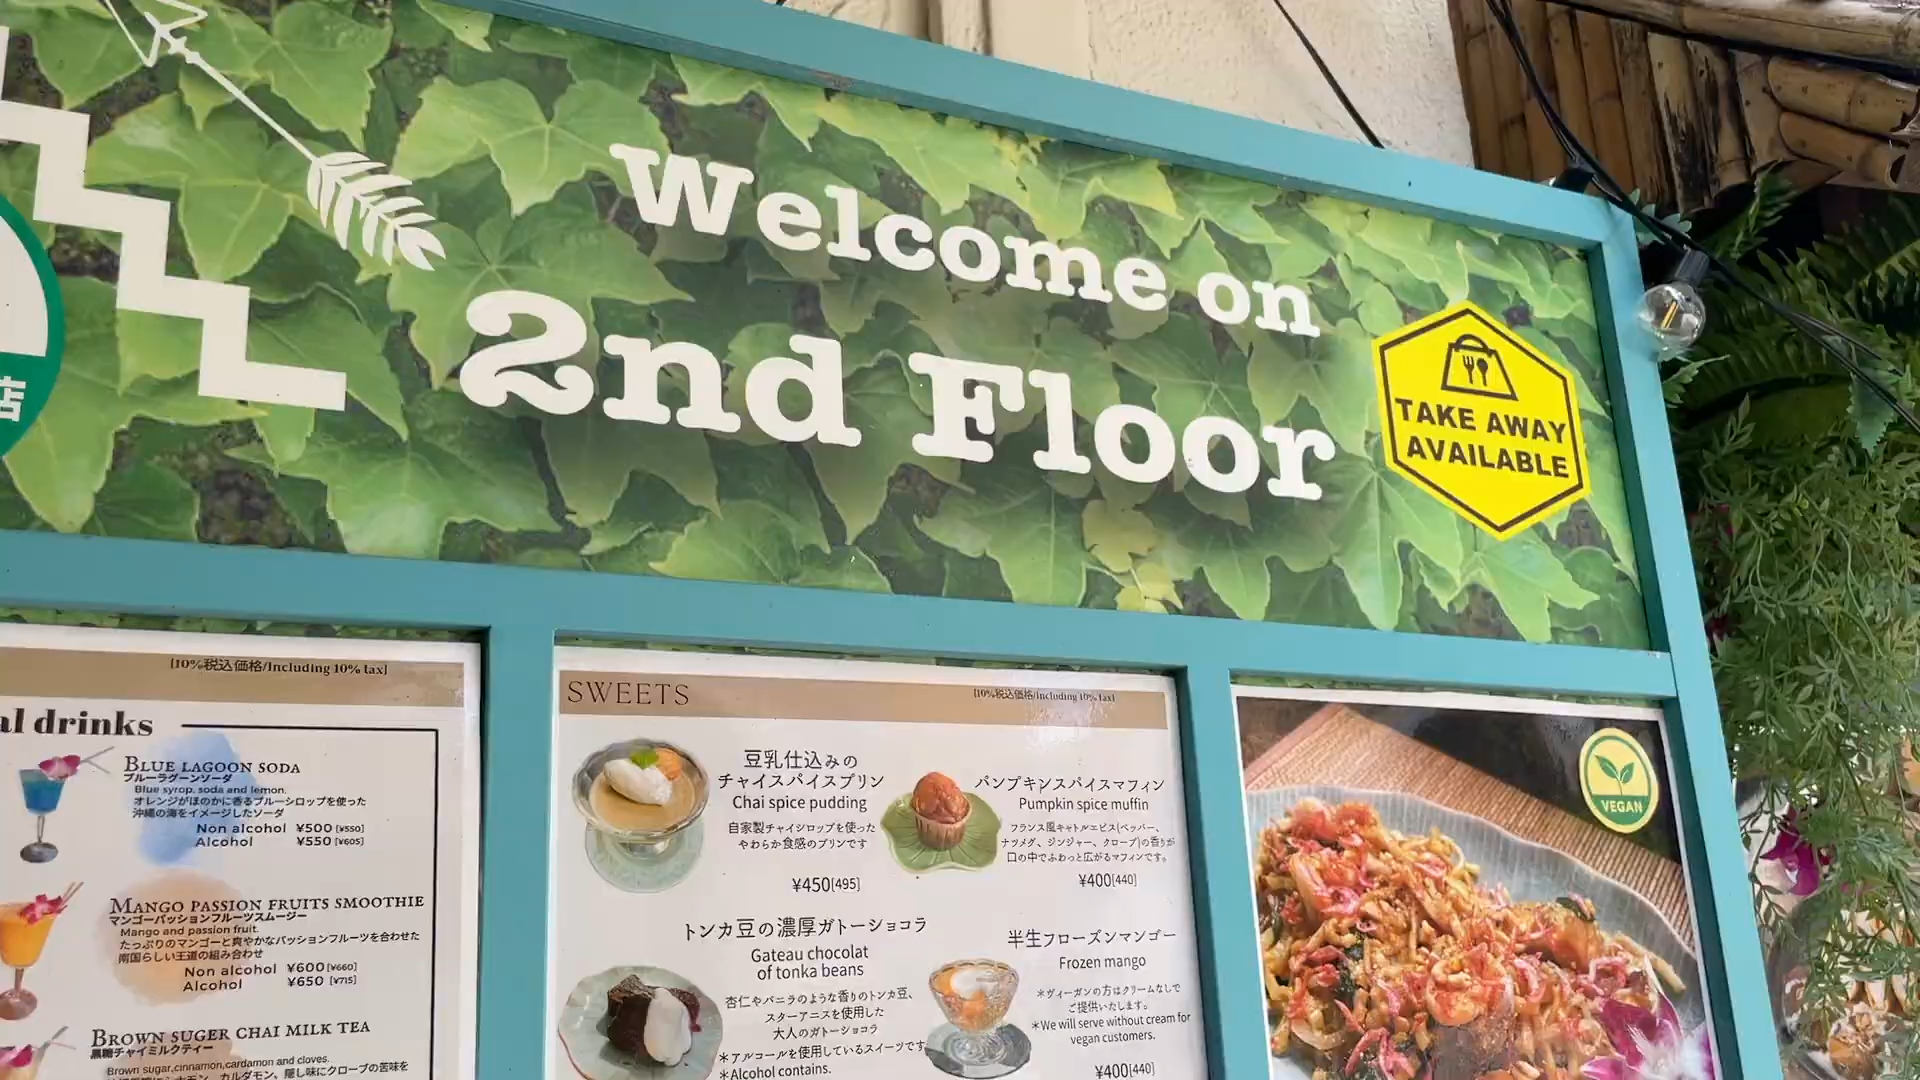 Welcome on
2nd Floor
TAKE AWAY
AVAILABLE
店
[10%税込価格/Including 10% tax]
al drinks
BLUE LAGOON SODA
ブルーラグーンソーダ
Blue syrop, soda and lemon.
オレンジがほのかに香るブルーシロップを使った
沖縄の海をイメージしたソーダ
Non alcohol ¥500 [¥550]
Alcohol ¥550 [¥605]
MANGO PASSION FRUITS SMOOTHIE
マンゴーパッションフルーツスムージー
Mango and passion fruit.
たっぷりのマンゴーと爽やかなパッションフルーツを合わせた
南国らしい王道の組み合わせ
Non alcohol ¥600 [¥660]
Alcohol ¥650 [¥715]
BROWN SUGER CHAI MILK TEA
黒糖チャイミルクティー
Brown sugar,cinnamon,cardamon and cloves.
カルダモン、隠し味にクローブの苦味を
SWEETS
[10%税込価格/Including 10% tax]
豆乳仕込みの
チャイスパイスプリン
Chai spice pudding
自家製チャイシロップを使った
やわらか食感のプリンです
¥450[495]
パンプキンスパイスマフィン
Pumpkin spice muffin
フランス風キャトルエピス(ペッパー、
ナツメグ、ジンジャー、クローブ)の香りが
口の中でふわっと広がるマフィンです。
¥400[440]
トンカ豆の濃厚ガトーショコラ
Gateau chocolat
of tonka beans
杏仁やバニラのような香りのトンカ豆、
スターアニスを使用した
大人のガトーショコラ
*アルコールを使用しているスイーツです
*Alcohol contains.
半生フローズンマンゴー
Frozen mango
*ヴィーガンの方はクリームなしで
ご提供いたします。
*We will serve without cream for
vegan customers.
¥400[440]
VEGAN